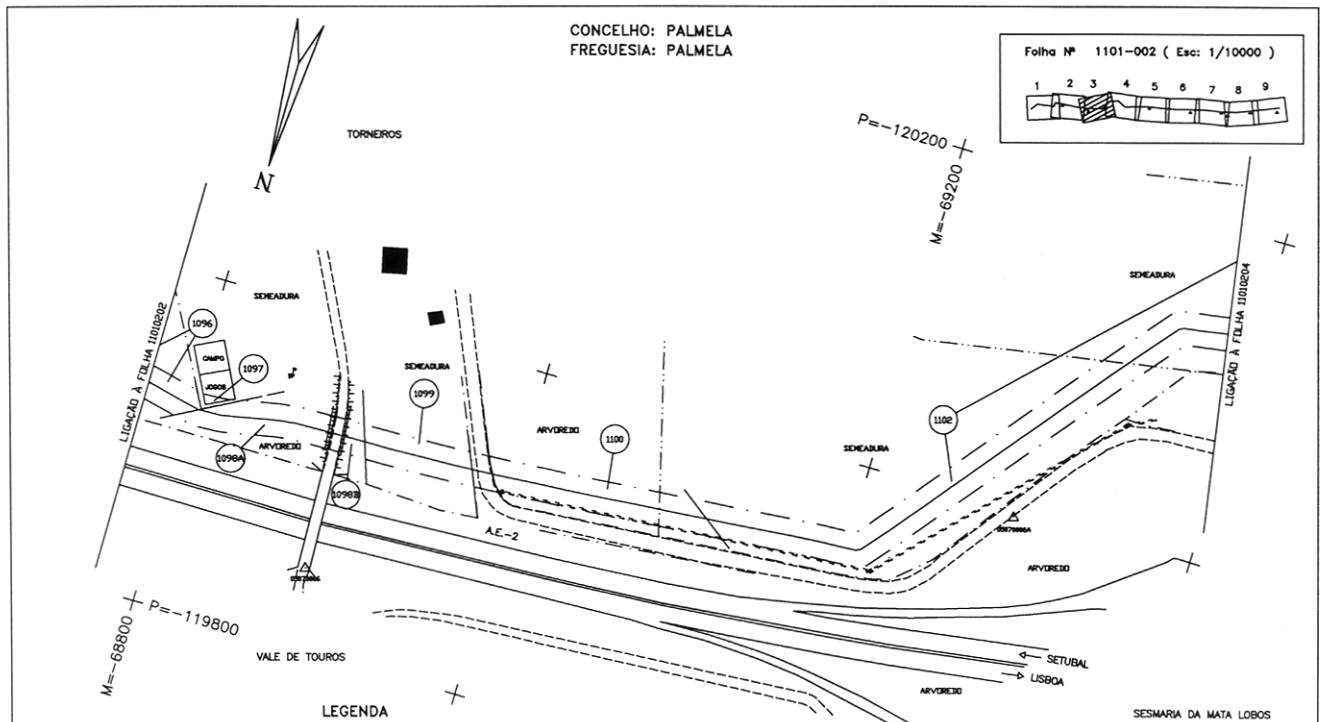 CONCELHO: PALMELA
FREGUESIA: PALMELA
Folha Nº 1101-002 ( Esc: 1/10000 )
1 2 3 4 5 6 7 8 9
TORNEIROS
N
P=-120200
M=-69200
LIGAÇÃO À FOLHA 11010202
LIGAÇÃO À FOLHA 11010204
SEMEADURA
SEMEADURA
1096
CAMPO
JOGOS
1097
SEMEADURA
1099
ARVOREDO
1100
SEMEADURA
1102
1098A
ARVOREDO
1098B
A.E.-2
ARVOREDO
P=-119800
M=-68800
VALE DE TOUROS
SETUBAL
LISBOA
ARVOREDO
LEGENDA
SESMARIA DA MATA LOBOS